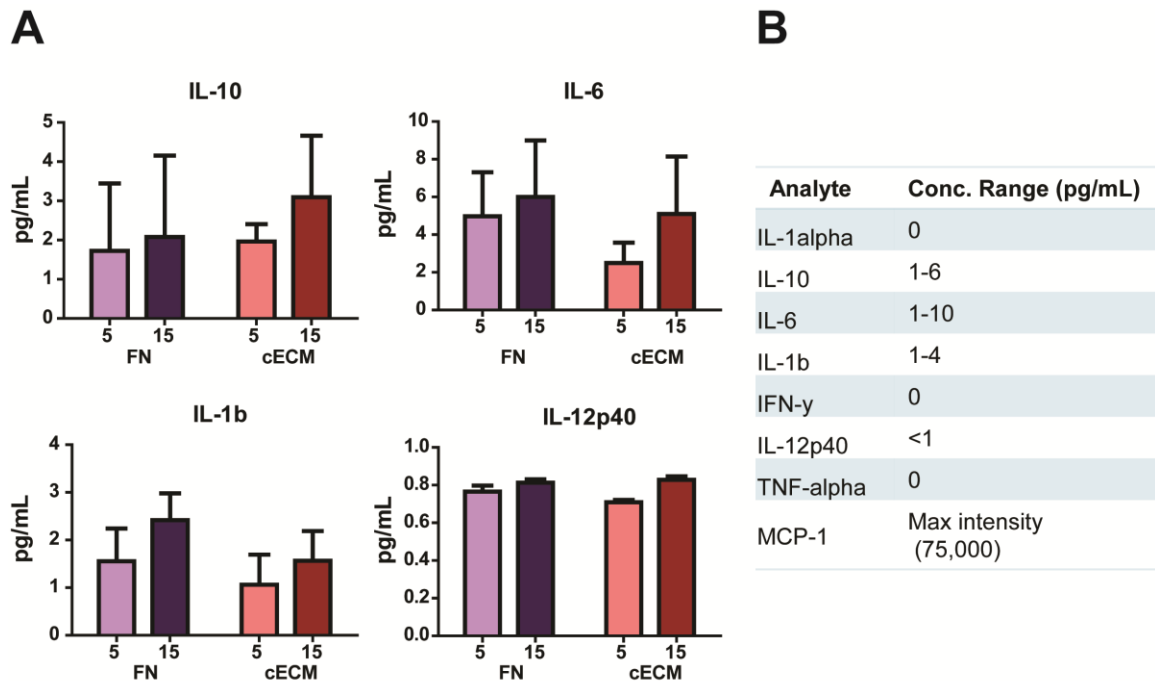 A
B
IL-10
pg/mL
5
4
3
2
1
0
5 15 5 15
FN cECM
IL-6
pg/mL
10
8
6
4
2
0
5 15 5 15
FN cECM
IL-1b
pg/mL
4
3
2
1
0
5 15 5 15
FN cECM
IL-12p40
pg/mL
1.0
0.8
0.6
0.4
0.2
0.0
5 15 5 15
FN cECM
Analyte Conc. Range (pg/mL)
IL-1alpha 0
IL-10 1-6
IL-6 1-10
IL-1b 1-4
IFN-y 0
IL-12p40 <1
TNF-alpha 0
MCP-1 Max intensity
(75,000)